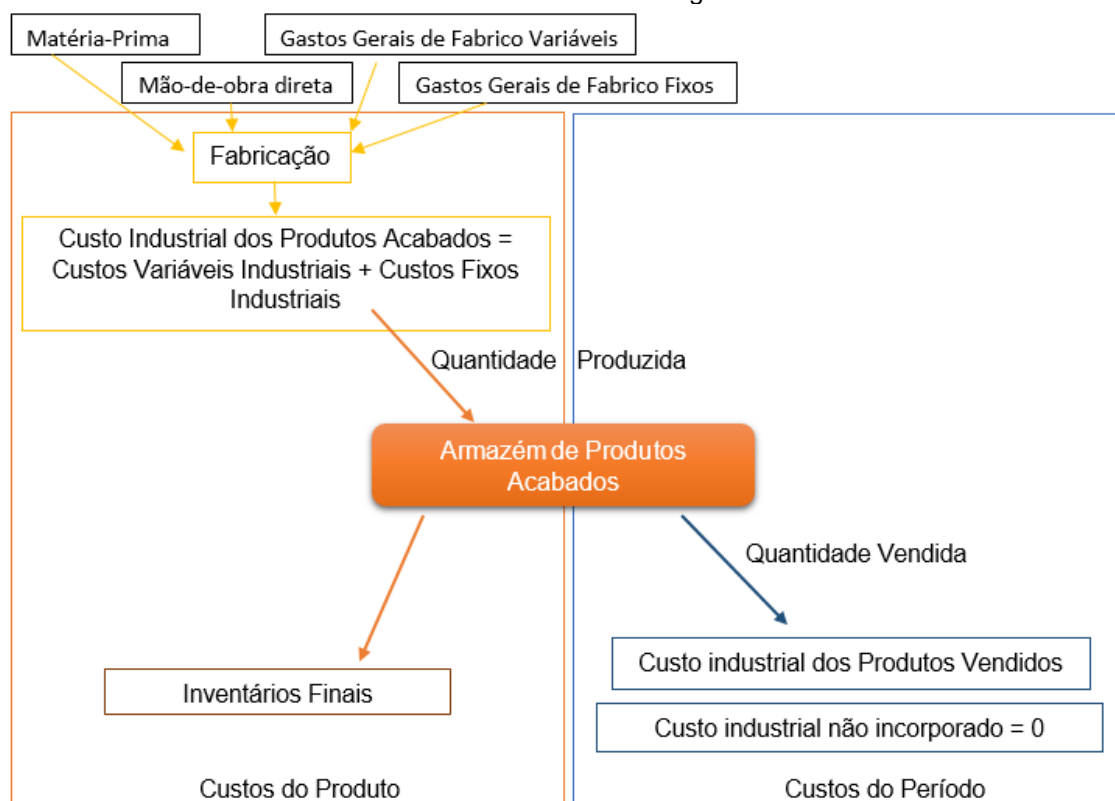 Matéria-Prima
Gastos Gerais de Fabrico Variáveis
Mão-de-obra direta
Gastos Gerais de Fabrico Fixos
Fabricação
Custo Industrial dos Produtos Acabados =
Custos Variáveis Industriais + Custos Fixos
Industriais
Quantidade Produzida
Armazém de Produtos
Acabados
Quantidade Vendida
Custo industrial dos Produtos Vendidos
Inventários Finais
Custo industrial não incorporado = 0
Custos do Produto
Custos do Período